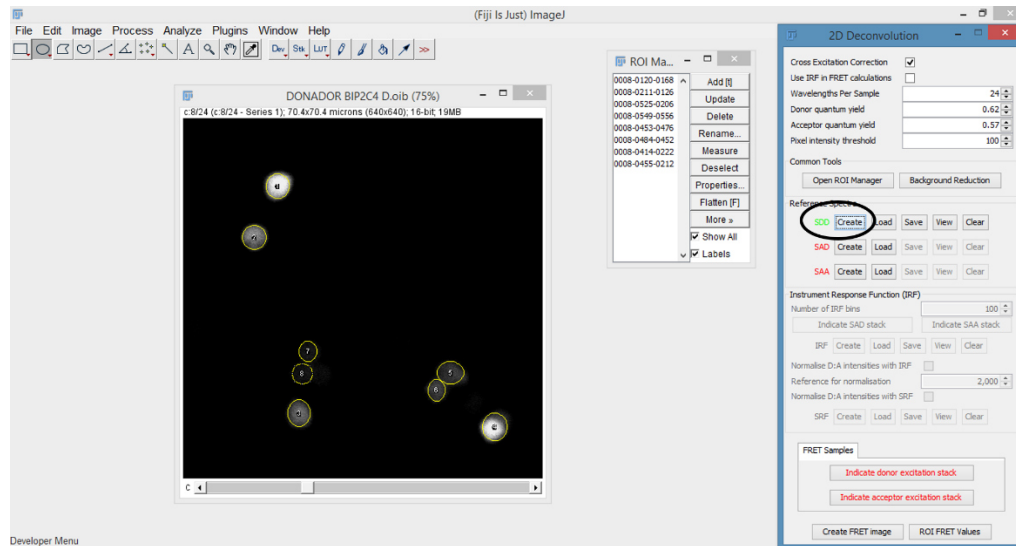 (Fiji Is Just) ImageJ
File Edit Image Process Analyze Plugins Window Help
A Dev Stk LUT >>
DONADOR BIP2C4 D.oib (75%)
c:8/24 (c:8/24 - Series 1); 70.4x70.4 microns (640x640); 16-bit; 19MB
7
8
5
6
C
ROI Ma...
0008-0120-0168
0008-0211-0126
0008-0525-0206
0008-0549-0556
0008-0453-0476
0008-0484-0452
0008-0414-0222
0008-0455-0212
Add [t]
Update
Delete
Rename...
Measure
Deselect
Properties...
Flatten [F]
More »
Show All
Labels
2D Deconvolution
Cross Excitation Correction
Use IRF in FRET calculations
Wavelengths Per Sample 24
Donor quantum yield 0.62
Acceptor quantum yield 0.57
Pixel intensity threshold 100
Common Tools
Open ROI Manager Background Reduction
Reference Spectra
SDD Create Load Save View Clear
SAD Create Load Save View Clear
SAA Create Load Save View Clear
Instrument Response Function (IRF)
Number of IRF bins 100
Indicate SAD stack Indicate SAA stack
IRF Create Load Save View Clear
Normalise D:A intensities with IRF
Reference for normalisation 2,000
Normalise D:A intensities with SRF
SRF Create Load Save View Clear
FRET Samples
Indicate donor excitation stack
Indicate acceptor excitation stack
Create FRET image ROI FRET Values
Developer Menu